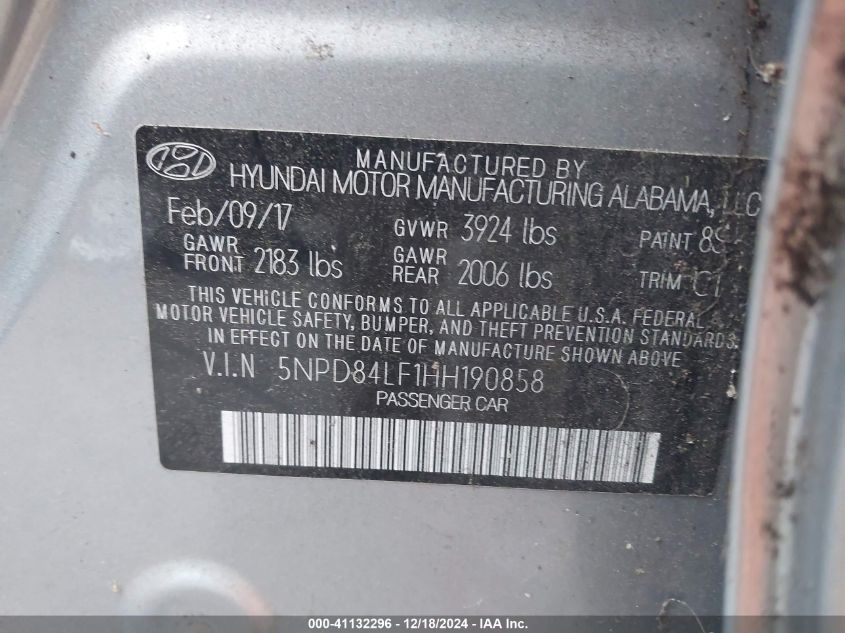 MANUFACTURED BY
HYUNDAI MOTOR MANUFACTURING ALABAMA, LLC
Feb/09/17 GVWR 3924 lbs PAINT
GAWR FRONT 2183 lbs GAWR REAR 2006 lbs TRIM
THIS VEHICLE CONFORMS TO ALL APPLICABLE U.S.A. FEDERAL
MOTOR VEHICLE SAFETY, BUMPER, AND THEFT PREVENTION STANDARDS
IN EFFECT ON THE DATE OF MANUFACTURE SHOWN ABOVE
V.I.N 5NPD84LF1HH190858
PASSENGER CAR
000-41132296 - 12/18/2024 - IAA Inc.